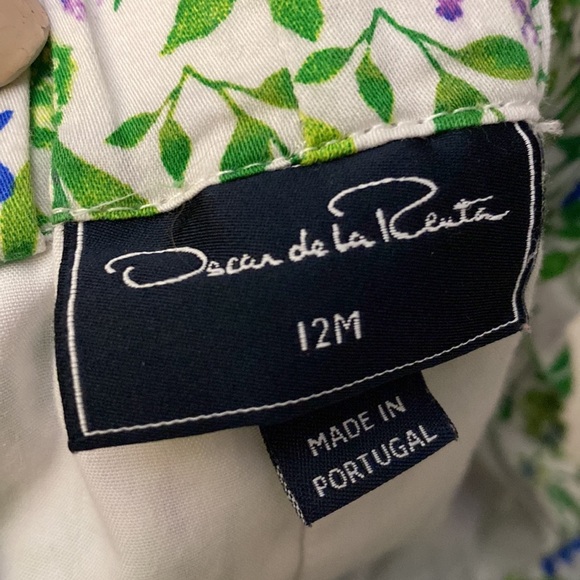 Oscar de la Renta
12M
MADE IN
PORTUGAL